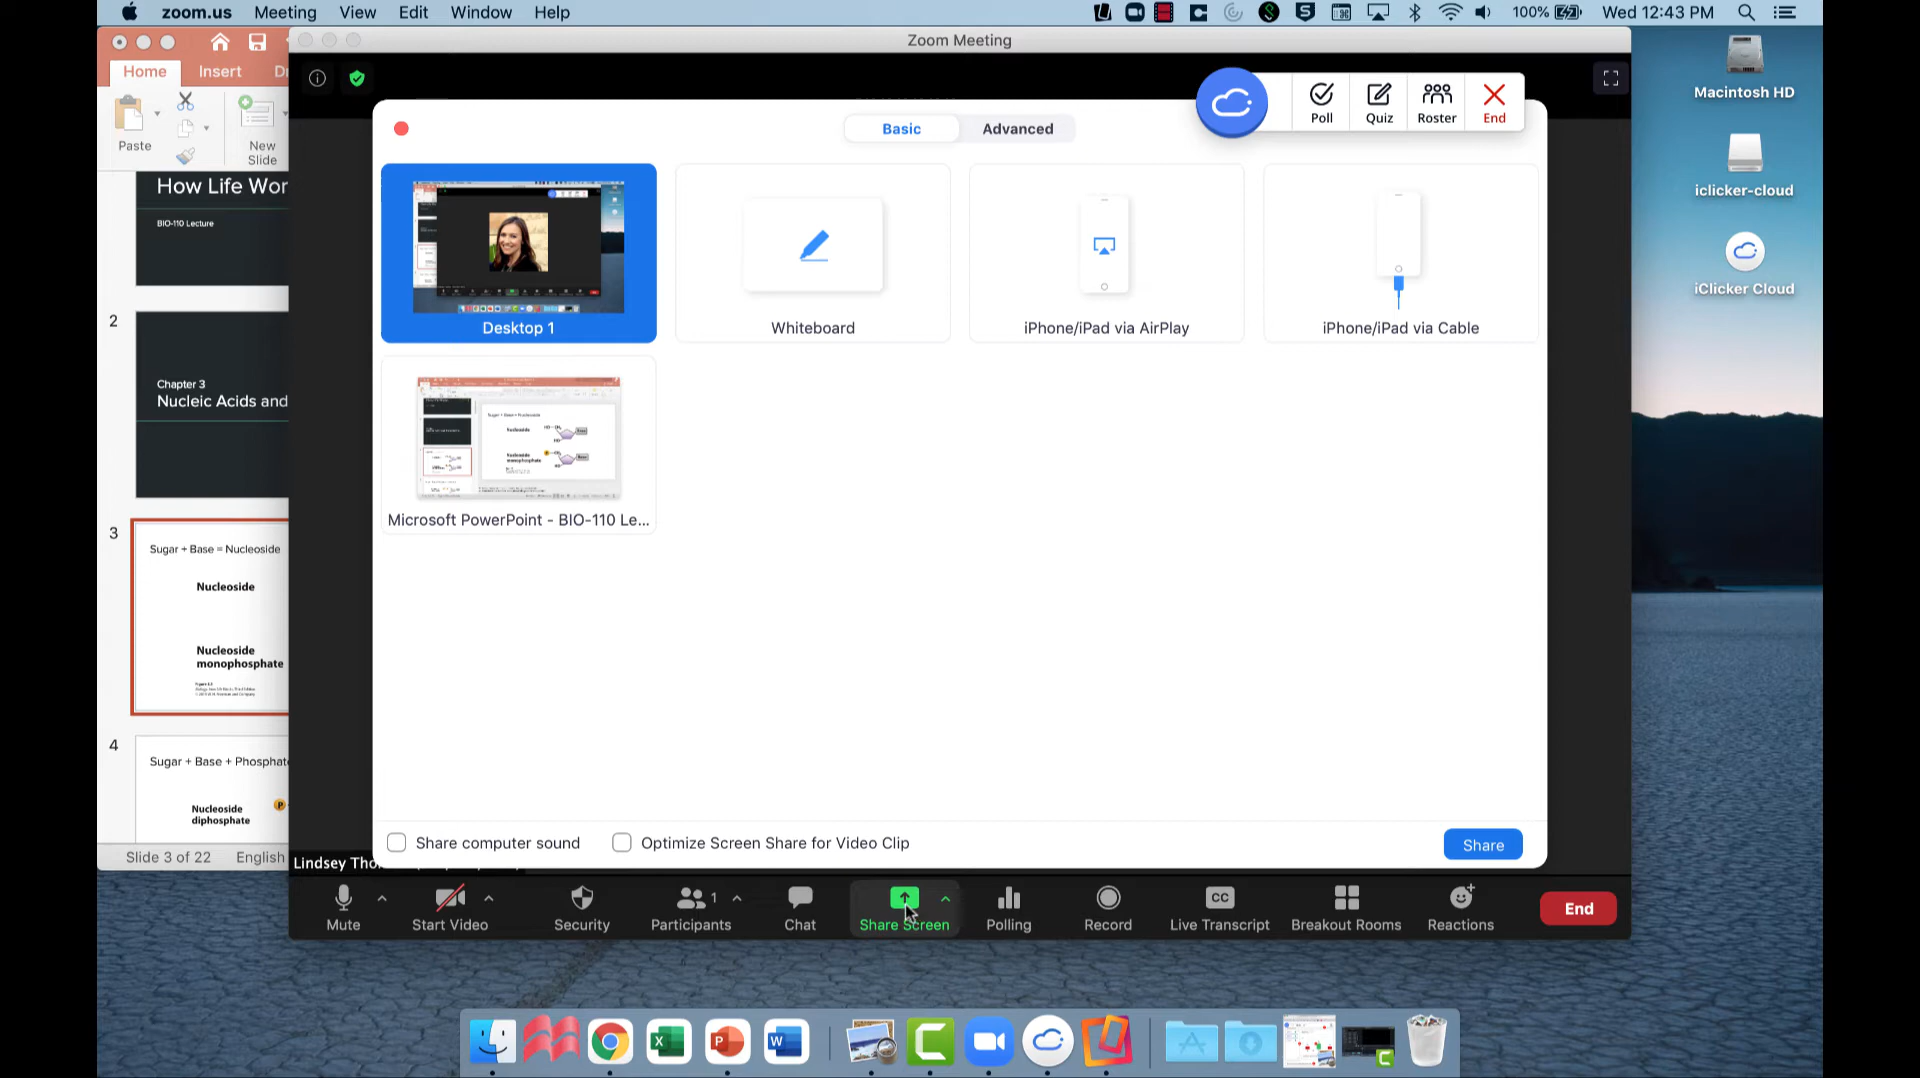 zoom.us Meeting View Edit Window Help
100% Wed 12:43 PM
Zoom Meeting
Home Insert
Paste
New
Slide
How Life Wor
BIO-110 Lecture
2
Chapter 3
Nucleic Acids and
3
Sugar + Base = Nucleoside
Nucleoside
Nucleoside
monophosphate
4
Sugar + Base + Phosphat
Nucleoside
diphosphate
P
Slide 3 of 22 English
Basic Advanced
Poll Quiz Roster End
Desktop 1
Whiteboard
iPhone/iPad via AirPlay
iPhone/iPad via Cable
Microsoft PowerPoint - BIO-110 Le...
Share computer sound
Optimize Screen Share for Video Clip
Share
Lindsey Tho
Mute
Start Video
Security
1
Participants
Chat
Share Screen
Polling
Record
CC
Live Transcript
Breakout Rooms
Reactions
End
Macintosh HD
iclicker-cloud
iClicker Cloud